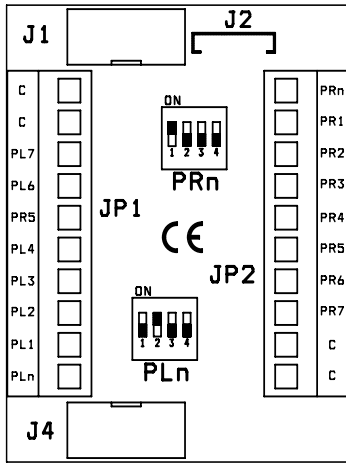 J1
J2
C
C
PL7
PL6
PR5
PL4
PL3
PL2
PL1
PLn
JP1
ON
1 2 3 4
PRn
CE
JP2
ON
1 2 3 4
PLn
PRn
PR1
PR2
PR3
PR4
PR5
PR6
PR7
C
C
J4